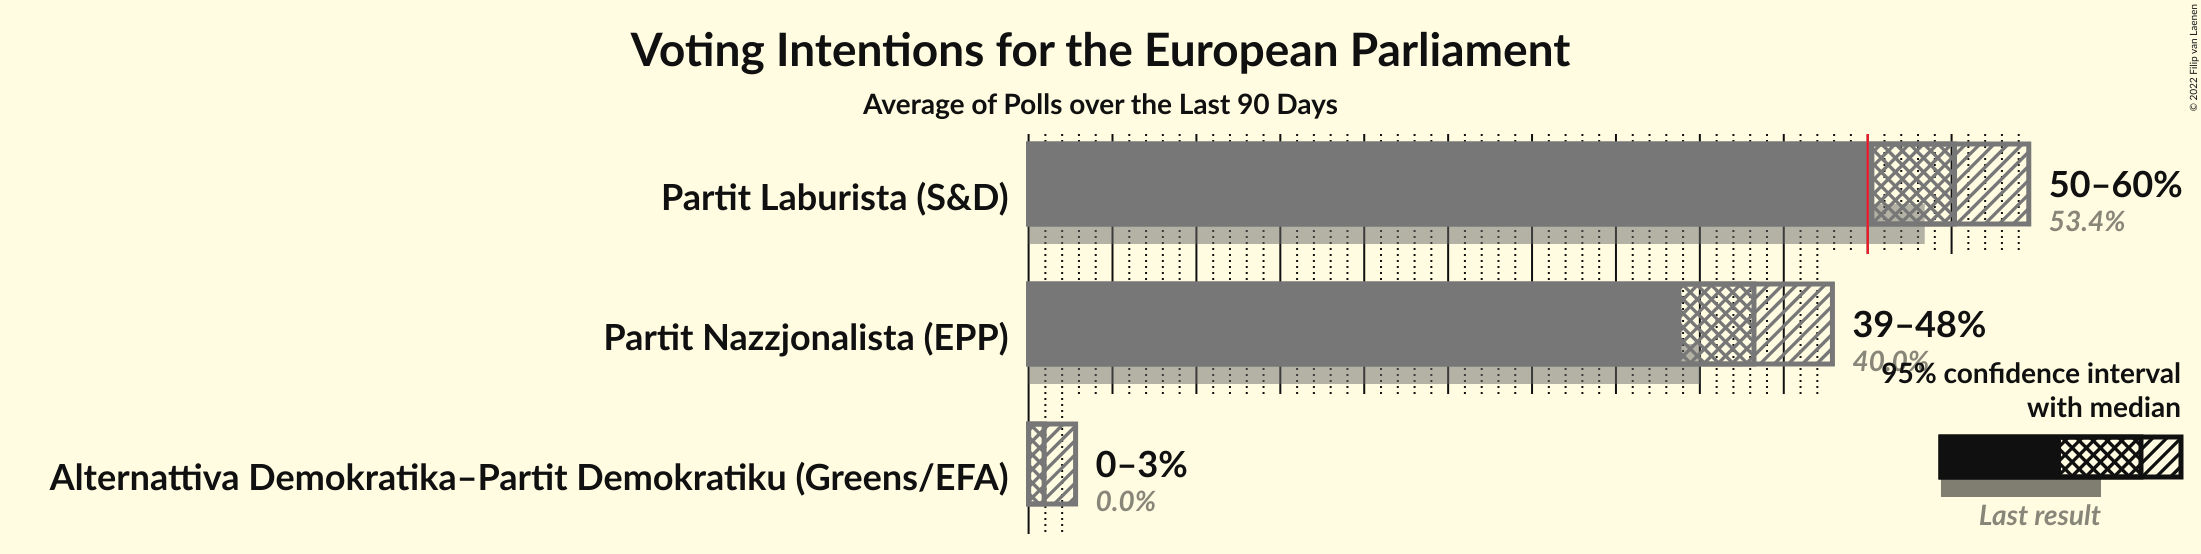 Voting Intentions for the European Parliament
Average of Polls over the Last 90 Days
© 2022 Filip van Laenen
Partit Laburista (S&D)
50–60%
53.4%
Partit Nazzjonalista (EPP)
39–48%
40.0%
95% confidence interval
with median
Alternattiva Demokratika–Partit Demokratiku (Greens/EFA)
0–3%
0.0%
Last result